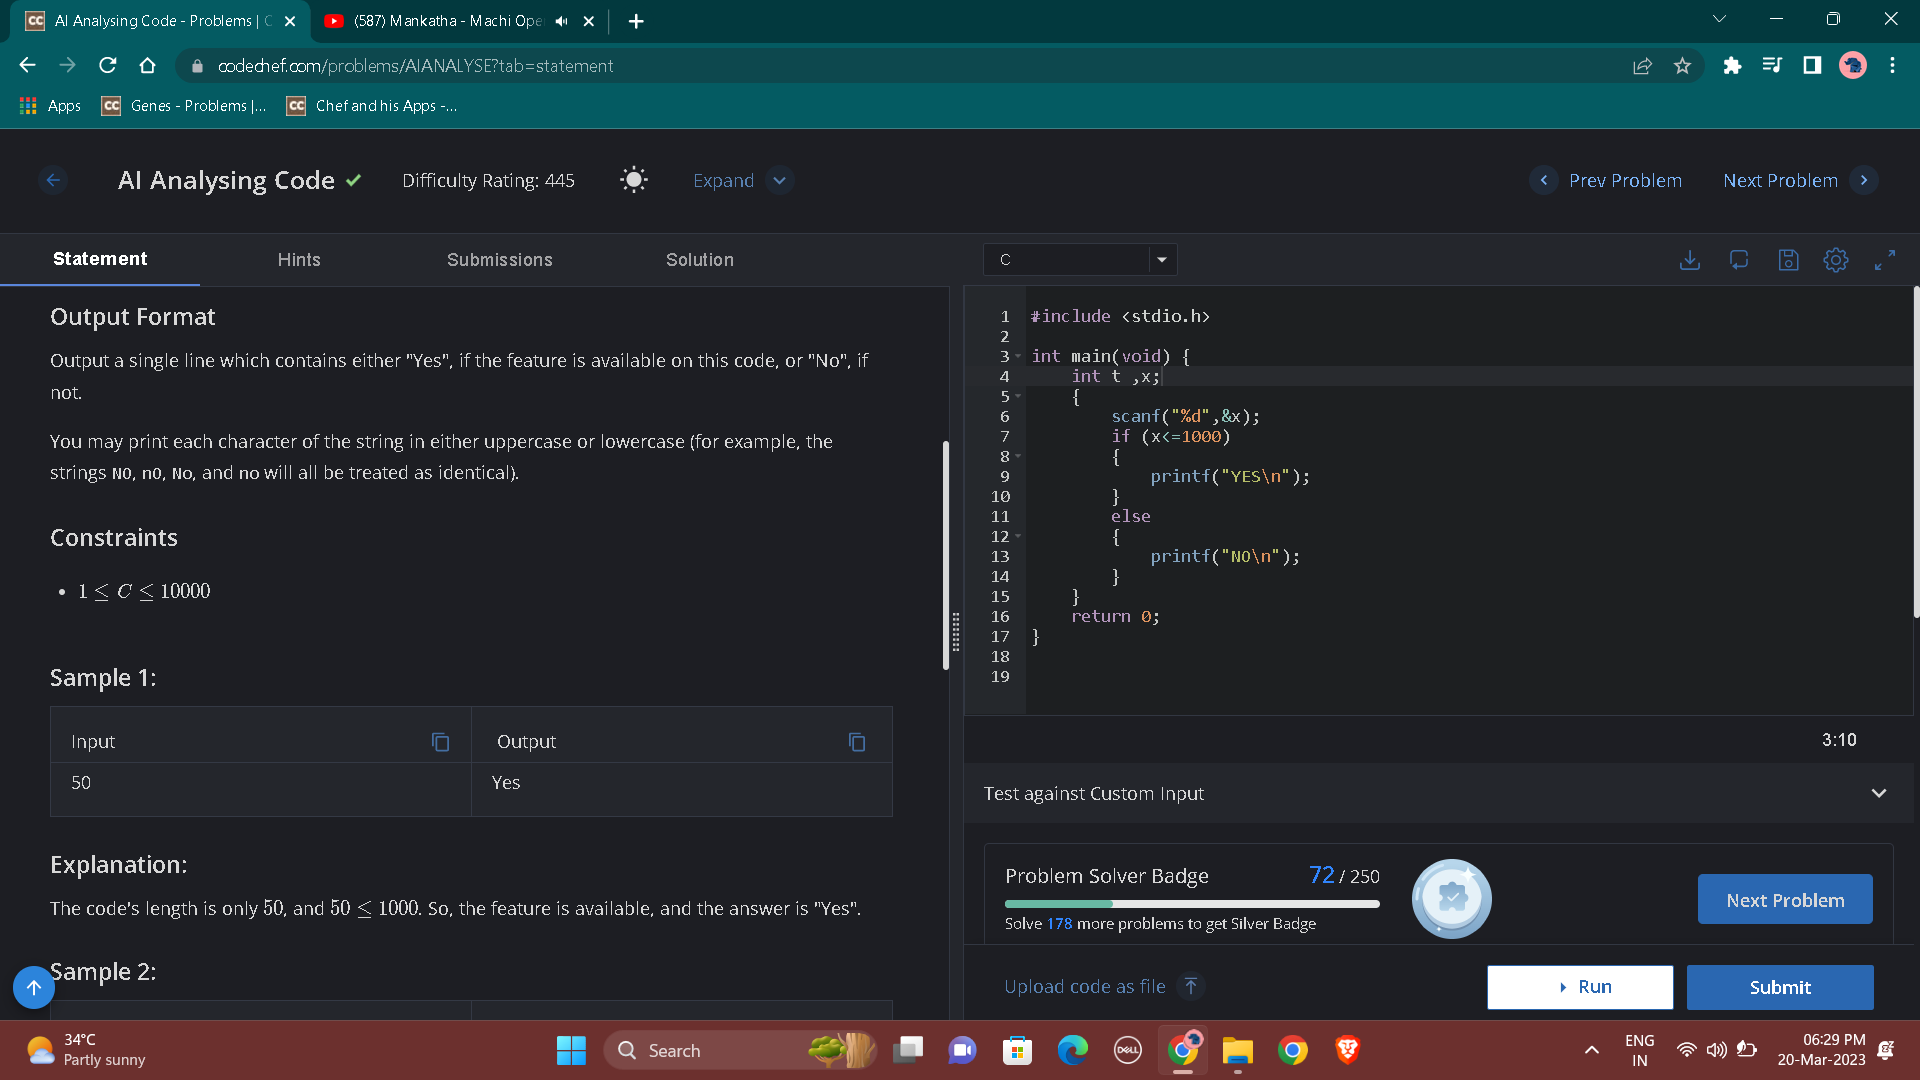 AI Analysing Code - Problems | C
(587) Mankatha - Machi Ope
codechef.com/problems/AIANALYSE?tab=statement
Apps
Genes - Problems |...
Chef and his Apps -...
AI Analysing Code
Difficulty Rating: 445
Expand
Prev Problem
Next Problem
Statement
Hints
Submissions
Solution
Output Format
Output a single line which contains either "Yes", if the feature is available on this code, or "No", if
not.
You may print each character of the string in either uppercase or lowercase (for example, the
strings NO, nO, No, and no will all be treated as identical).
Constraints
• 1 ≤ C ≤ 10000
Sample 1:
Input
Output
50
Yes
Explanation:
The code's length is only 50, and 50 ≤ 1000. So, the feature is available, and the answer is "Yes".
Sample 2:
C
1 #include <stdio.h>
2
3 int main(void) {
4 int t ,x;
5 {
6 scanf("%d",&x);
7 if (x<=1000)
8 {
9 printf("YES\n");
10 }
11 else
12 {
13 printf("NO\n");
14 }
15 }
16 return 0;
17 }
18
19
3:10
Test against Custom Input
Problem Solver Badge
72 / 250
Solve 178 more problems to get Silver Badge
Next Problem
Upload code as file
Run
Submit
34°C
Partly sunny
Search
DELL
ENG
IN
06:29 PM
20-Mar-2023